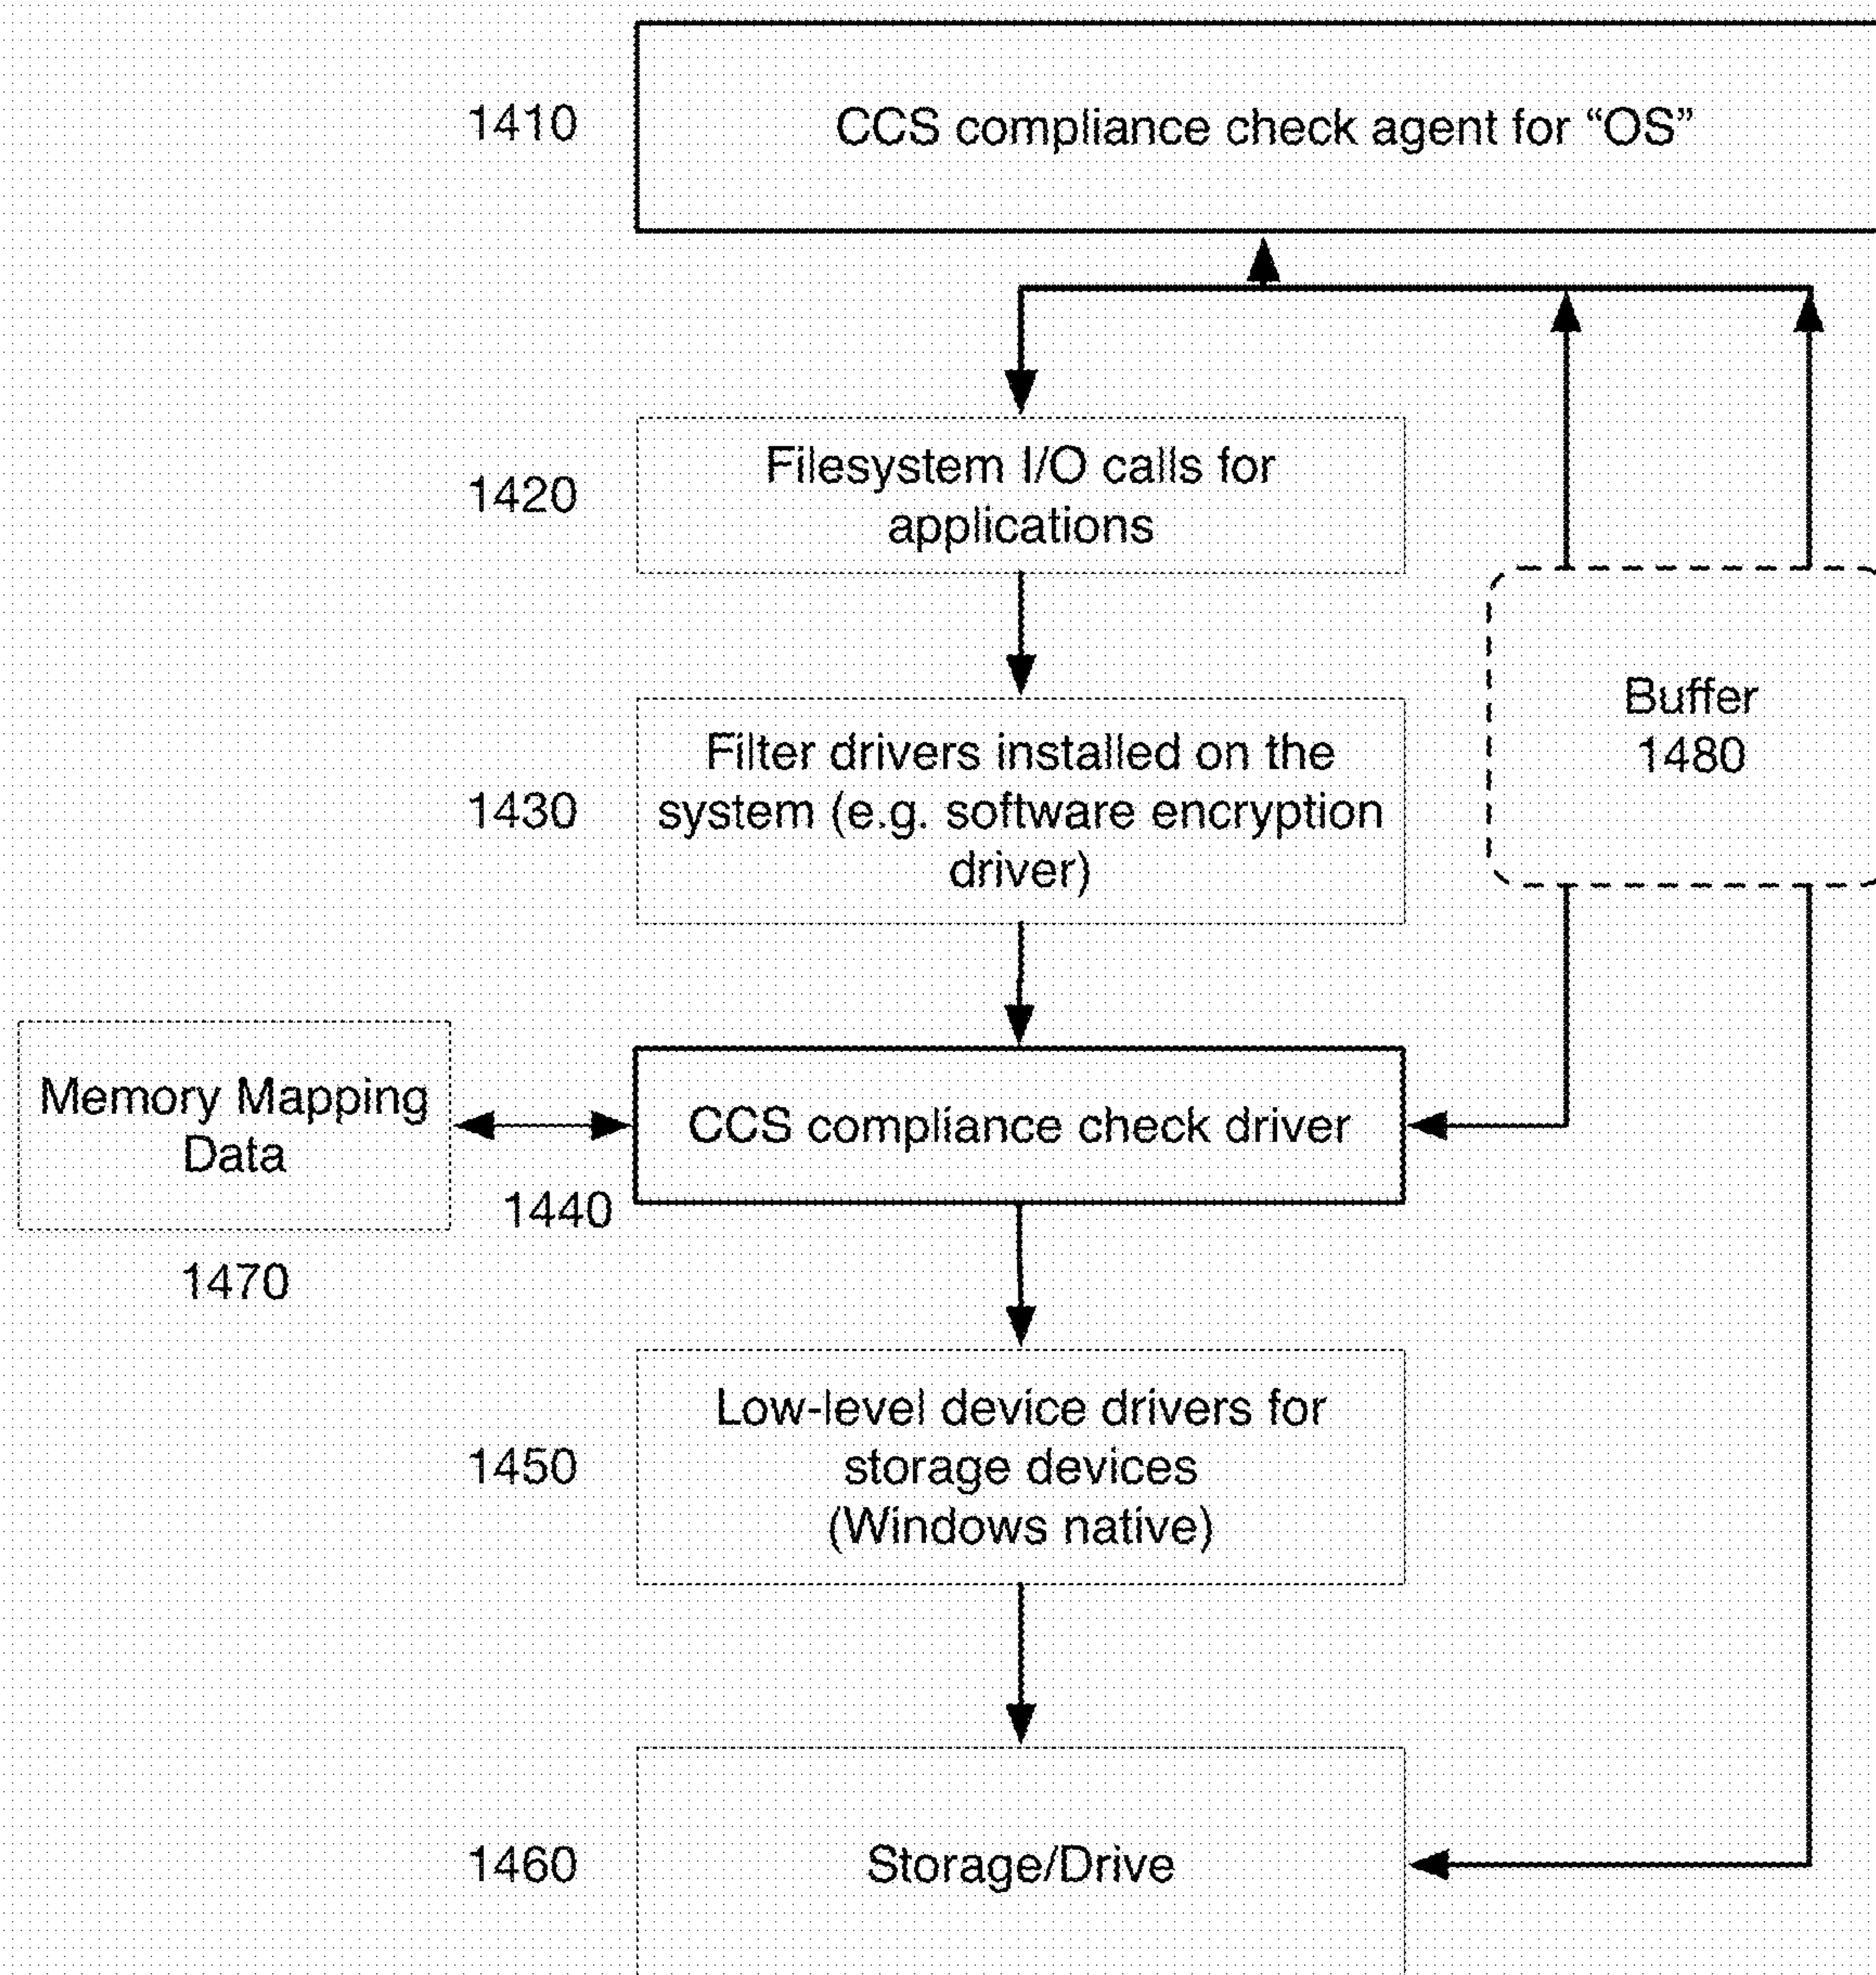 1410
CCS compliance check agent for “OS”
1420
Filesystem I/O calls for
applications
1430
Filter drivers installed on the
system (e.g. software encryption
driver)
Buffer
1480
Memory Mapping
Data
1470
1440
CCS compliance check driver
1450
Low-level device drivers for
storage devices
(Windows native)
1460
Storage/Drive